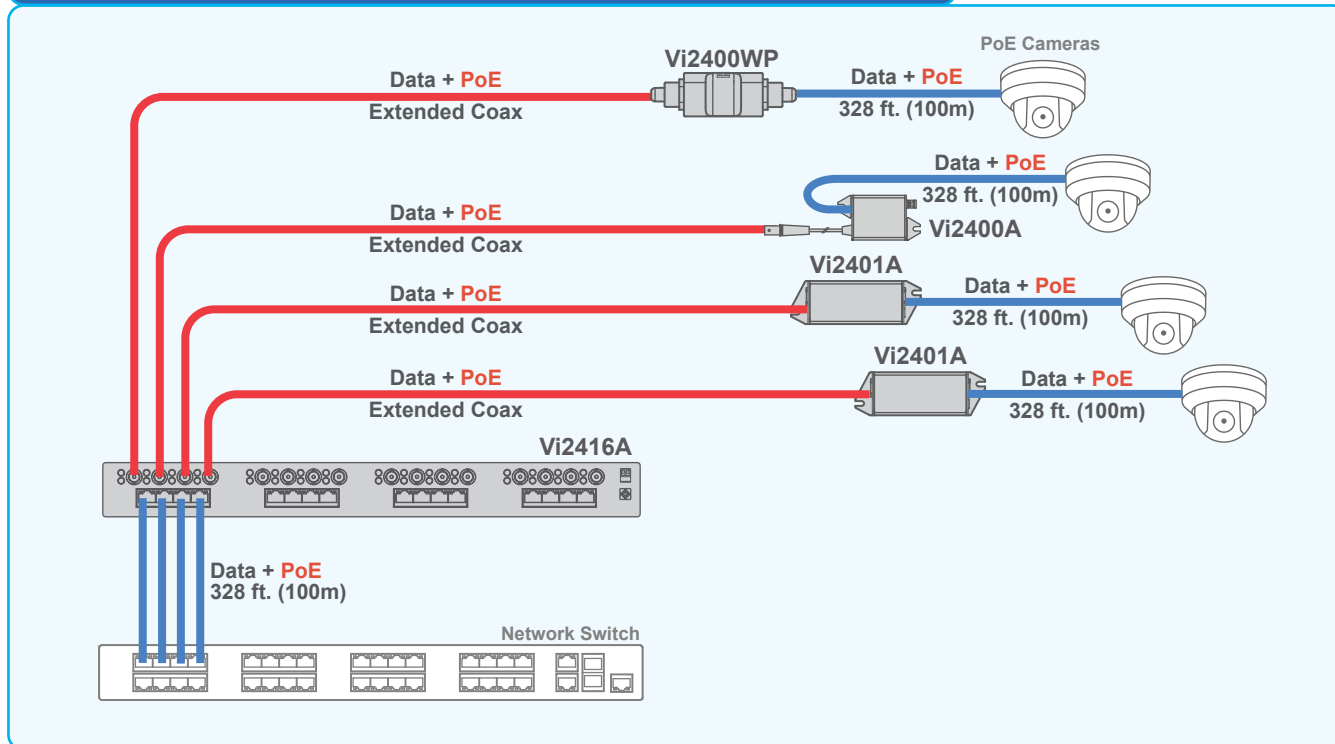 PoE Cameras
Vi2400WP
Data + PoE
Extended Coax
Data + PoE
328 ft. (100m)
Data + PoE
328 ft. (100m)
Data + PoE
Extended Coax
Vi2400A
Vi2401A
Data + PoE
Extended Coax
Data + PoE
328 ft. (100m)
Vi2401A
Data + PoE
Extended Coax
Data + PoE
328 ft. (100m)
Vi2416A
Data + PoE
328 ft. (100m)
Network Switch